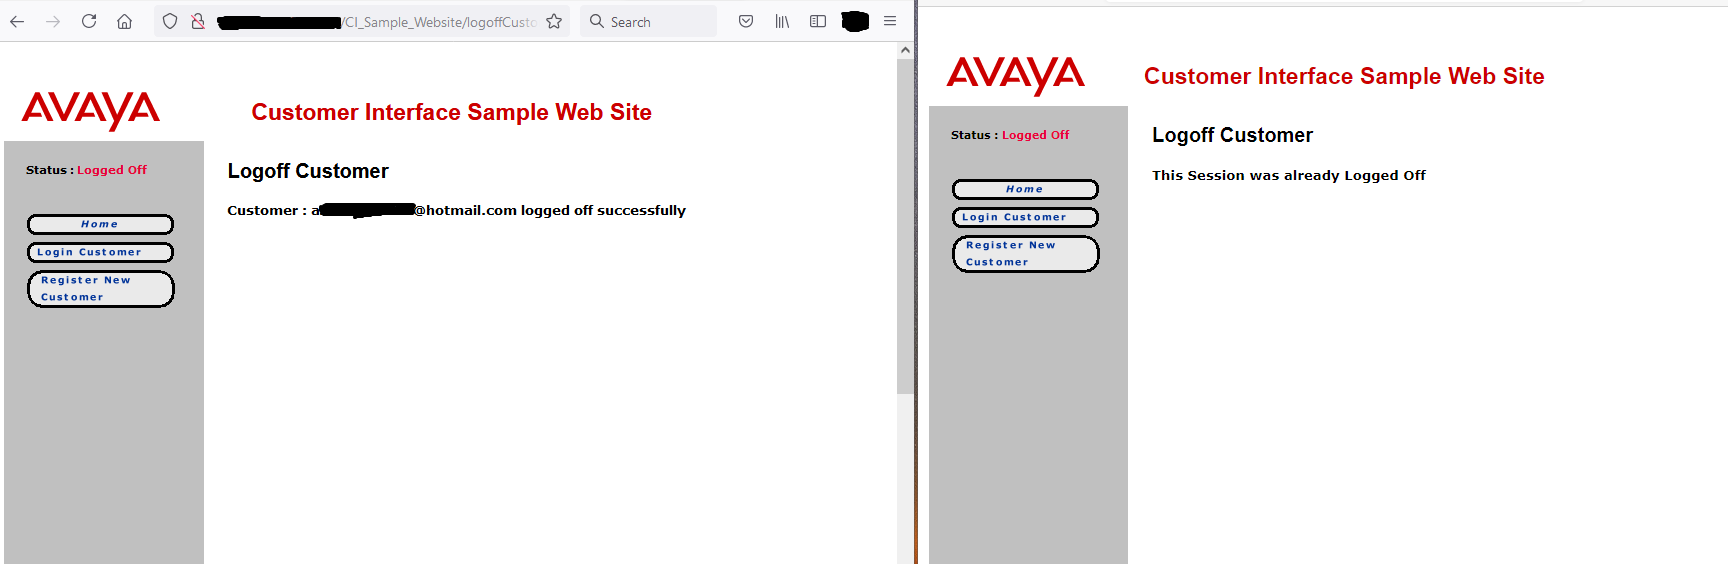 /CI_Sample_Website/logoffCusto
Search
AVAYA
Customer Interface Sample Web Site
Status : Logged Off
Logoff Customer
Customer : a
@hotmail.com logged off successfully
Home
Login Customer
Register New
Customer
AVAYA
Customer Interface Sample Web Site
Status : Logged Off
Logoff Customer
This Session was already Logged Off
Home
Login Customer
Register New
Customer